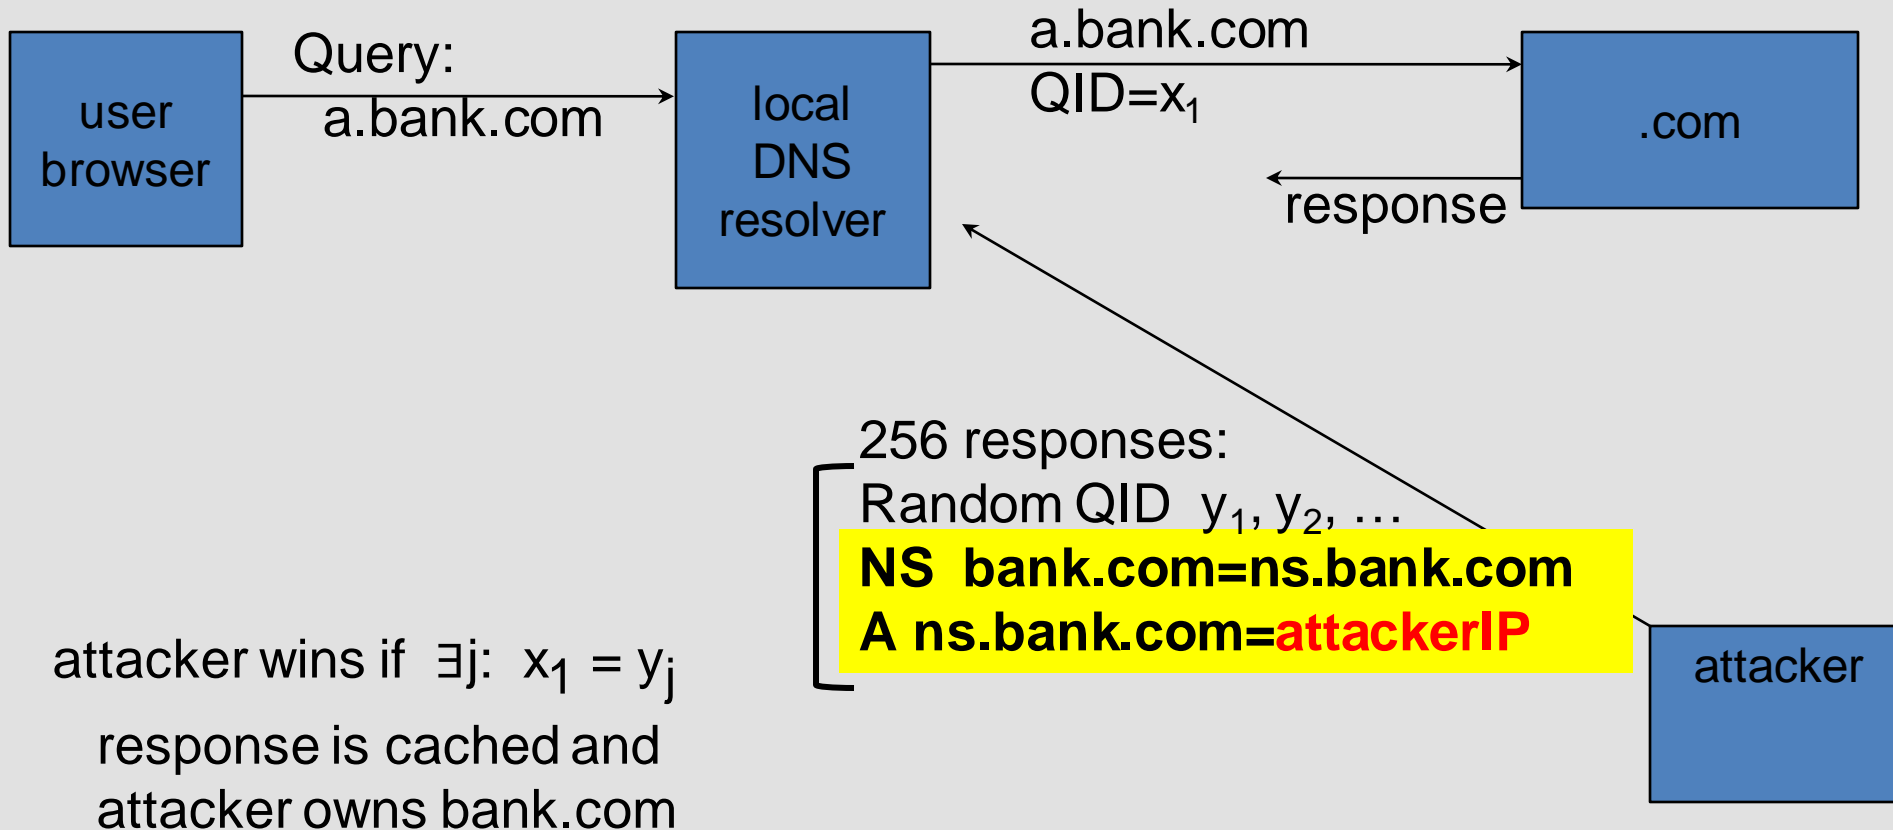 user
browser
Query:
a.bank.com
local
DNS
resolver
a.bank.com
QID=x₁
.com
response
256 responses:
Random QID y₁, y₂, …
NS bank.com=ns.bank.com
A ns.bank.com=attackerIP
attacker
attacker wins if ∃j: x₁ = yⱼ
response is cached and
attacker owns bank.com